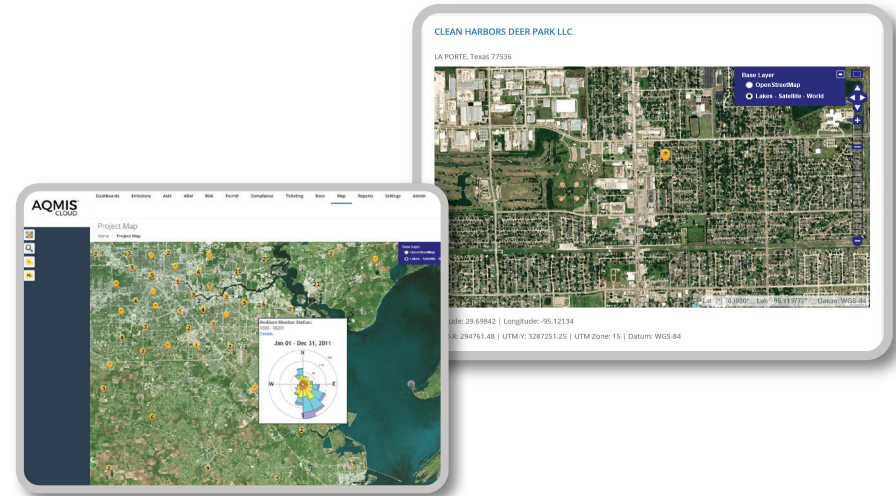 CLEAN HARBORS DEER PARK LLC
LA PORTE, Texas 77536
Base Layer
OpenStreetMap
Lakes - Satellite - World
Datum: WGS-84
ude: 29.69842 | Longitude: -95.12134
-X: 294761.48 | UTM-Y: 3287251.25 | UTM Zone: 15 | Datum: WGS-84
AQMIS
CLOUD
Dashboards Emissions AMS Risk Permit Compliance Ticketing Docs Map Reports Settings Admin
Project Map
Home Project Map
Base Layer
OpenStreetMap
Ambient Monitor Station:
Details
Jan 01 - Dec 31, 2011
N
W E
S